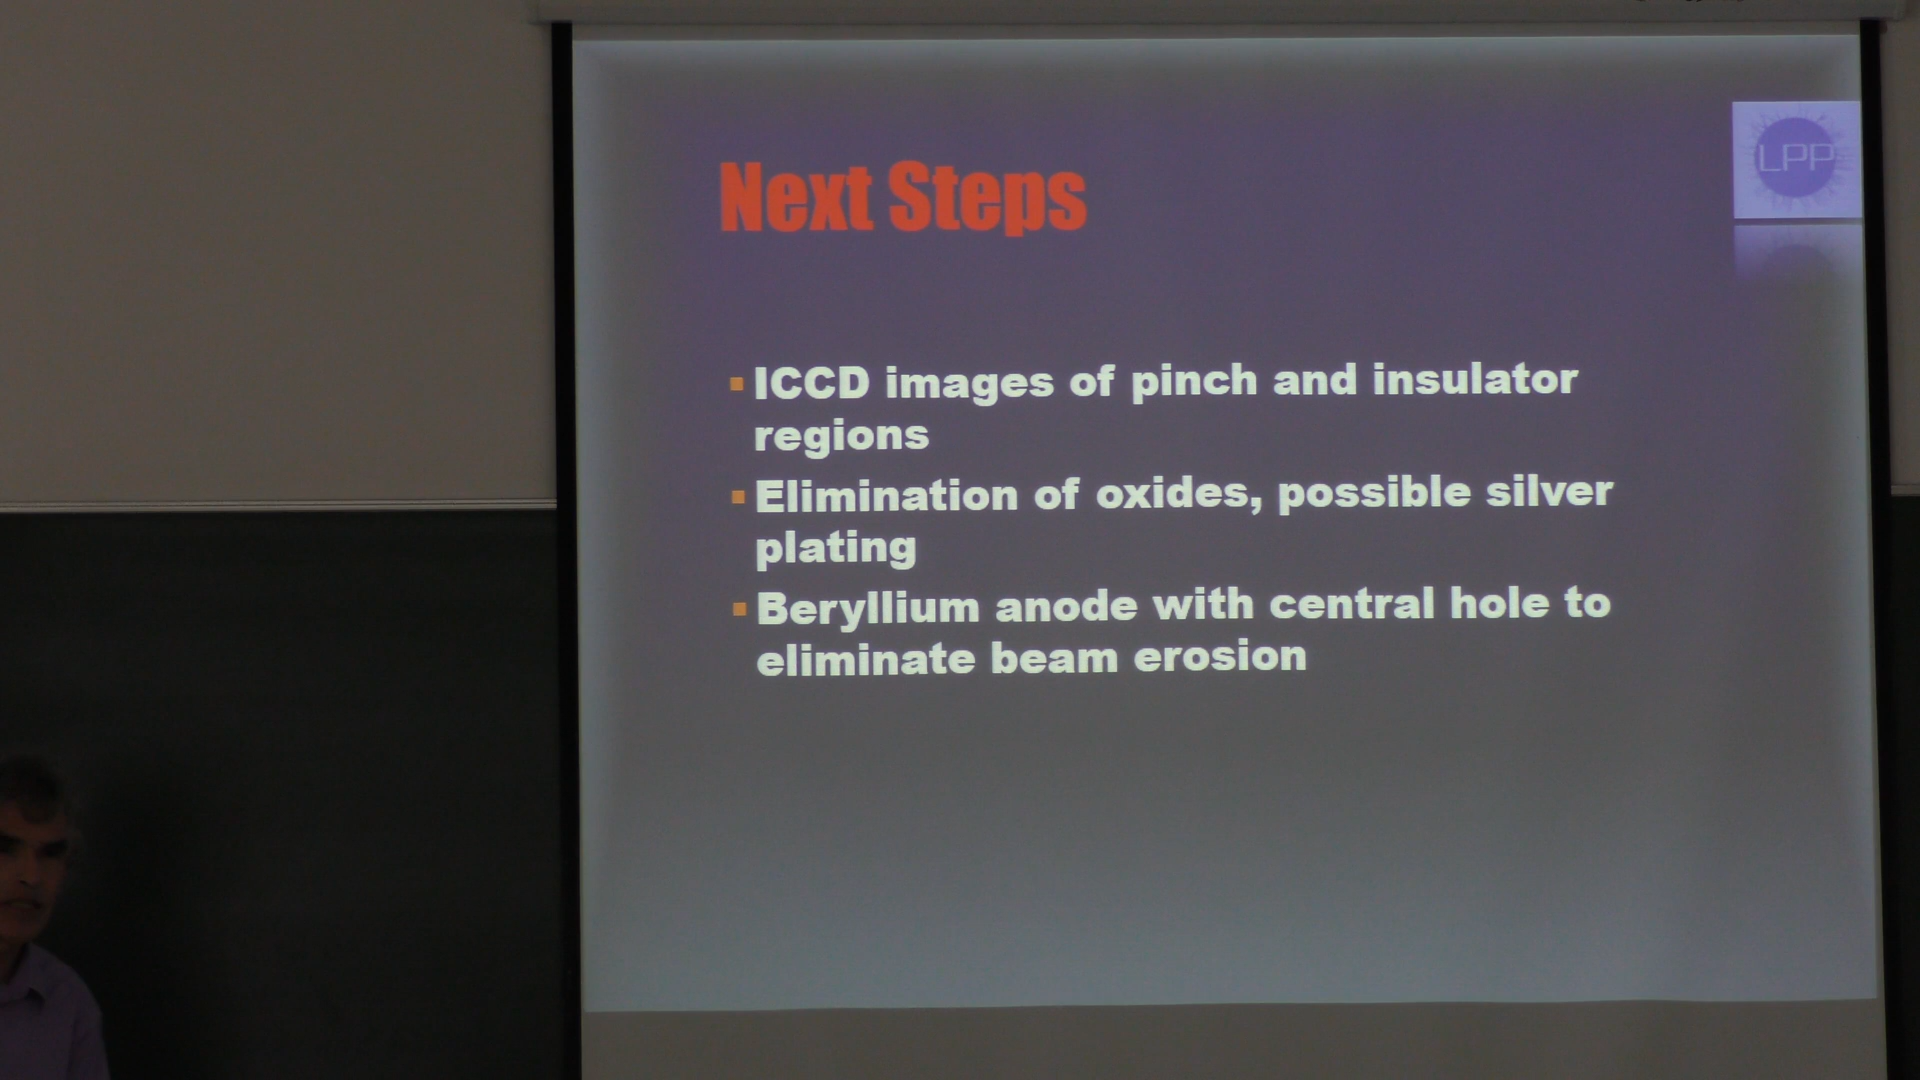 Next Steps
LPP
▪ ICCD images of pinch and insulator
regions
▪ Elimination of oxides, possible silver
plating
▪ Beryllium anode with central hole to
eliminate beam erosion